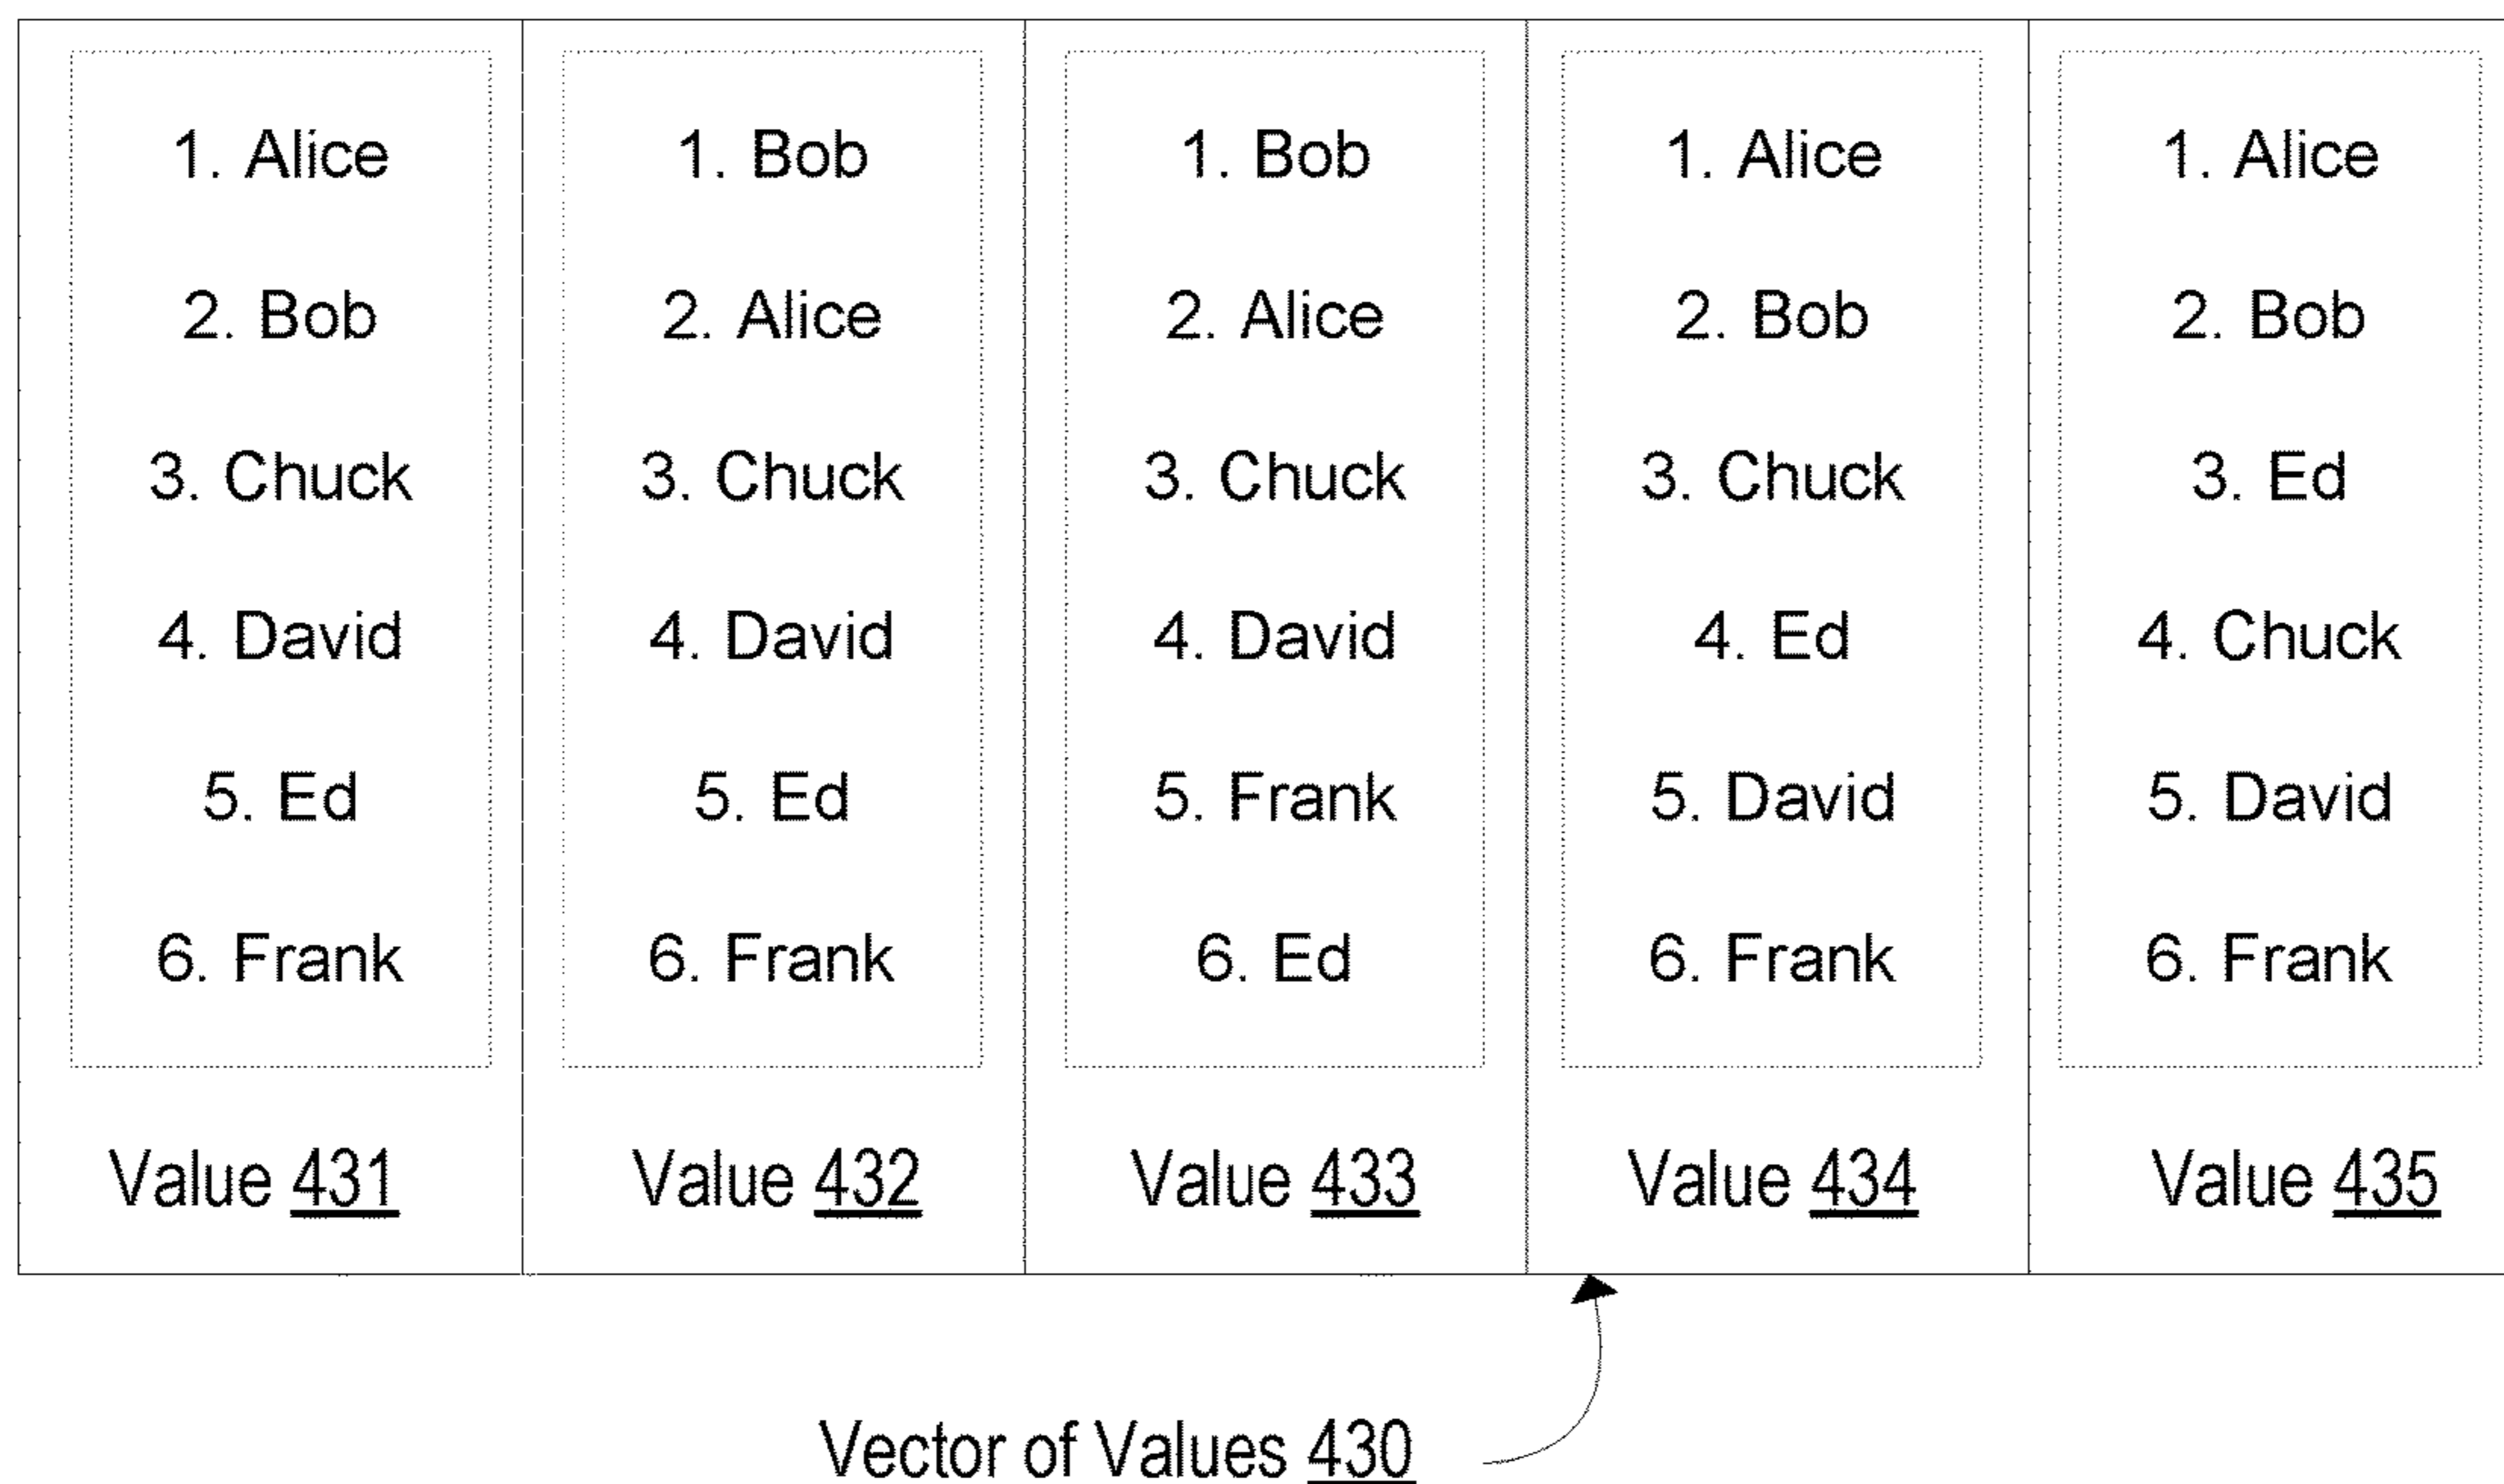 1. Alice
2. Bob
3. Chuck
4. David
5. Ed
6. Frank
Value 431
1. Bob
2. Alice
3. Chuck
4. David
5. Ed
6. Frank
Value 432
1. Bob
2. Alice
3. Chuck
4. David
5. Frank
6. Ed
Value 433
1. Alice
2. Bob
3. Chuck
4. Ed
5. David
6. Frank
Value 434
1. Alice
2. Bob
3. Ed
4. Chuck
5. David
6. Frank
Value 435
Vector of Values 430